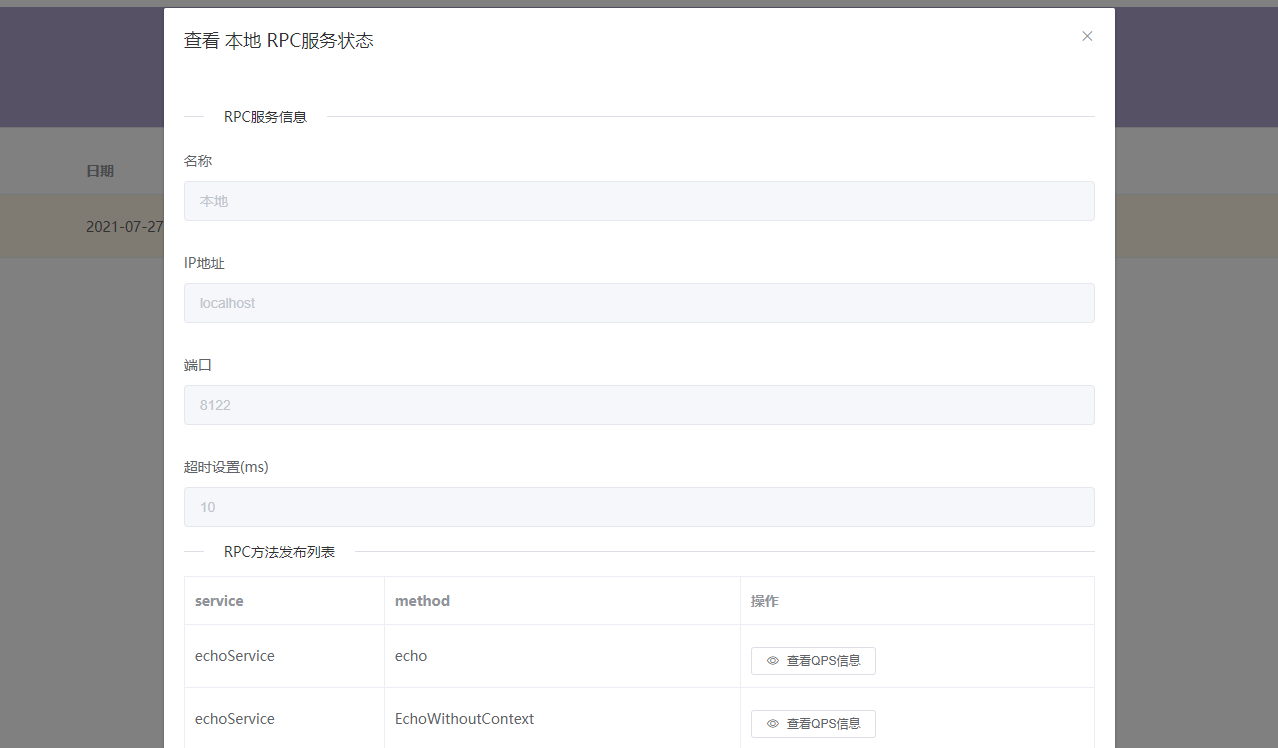 查看 本地 RPC服务状态
RPC服务信息
日期
2021-07-27
名称
本地
IP地址
localhost
端口
8122
超时设置(ms)
10
RPC方法发布列表
service method 操作
echoService echo 查看QPS信息
echoService EchoWithoutContext 查看QPS信息